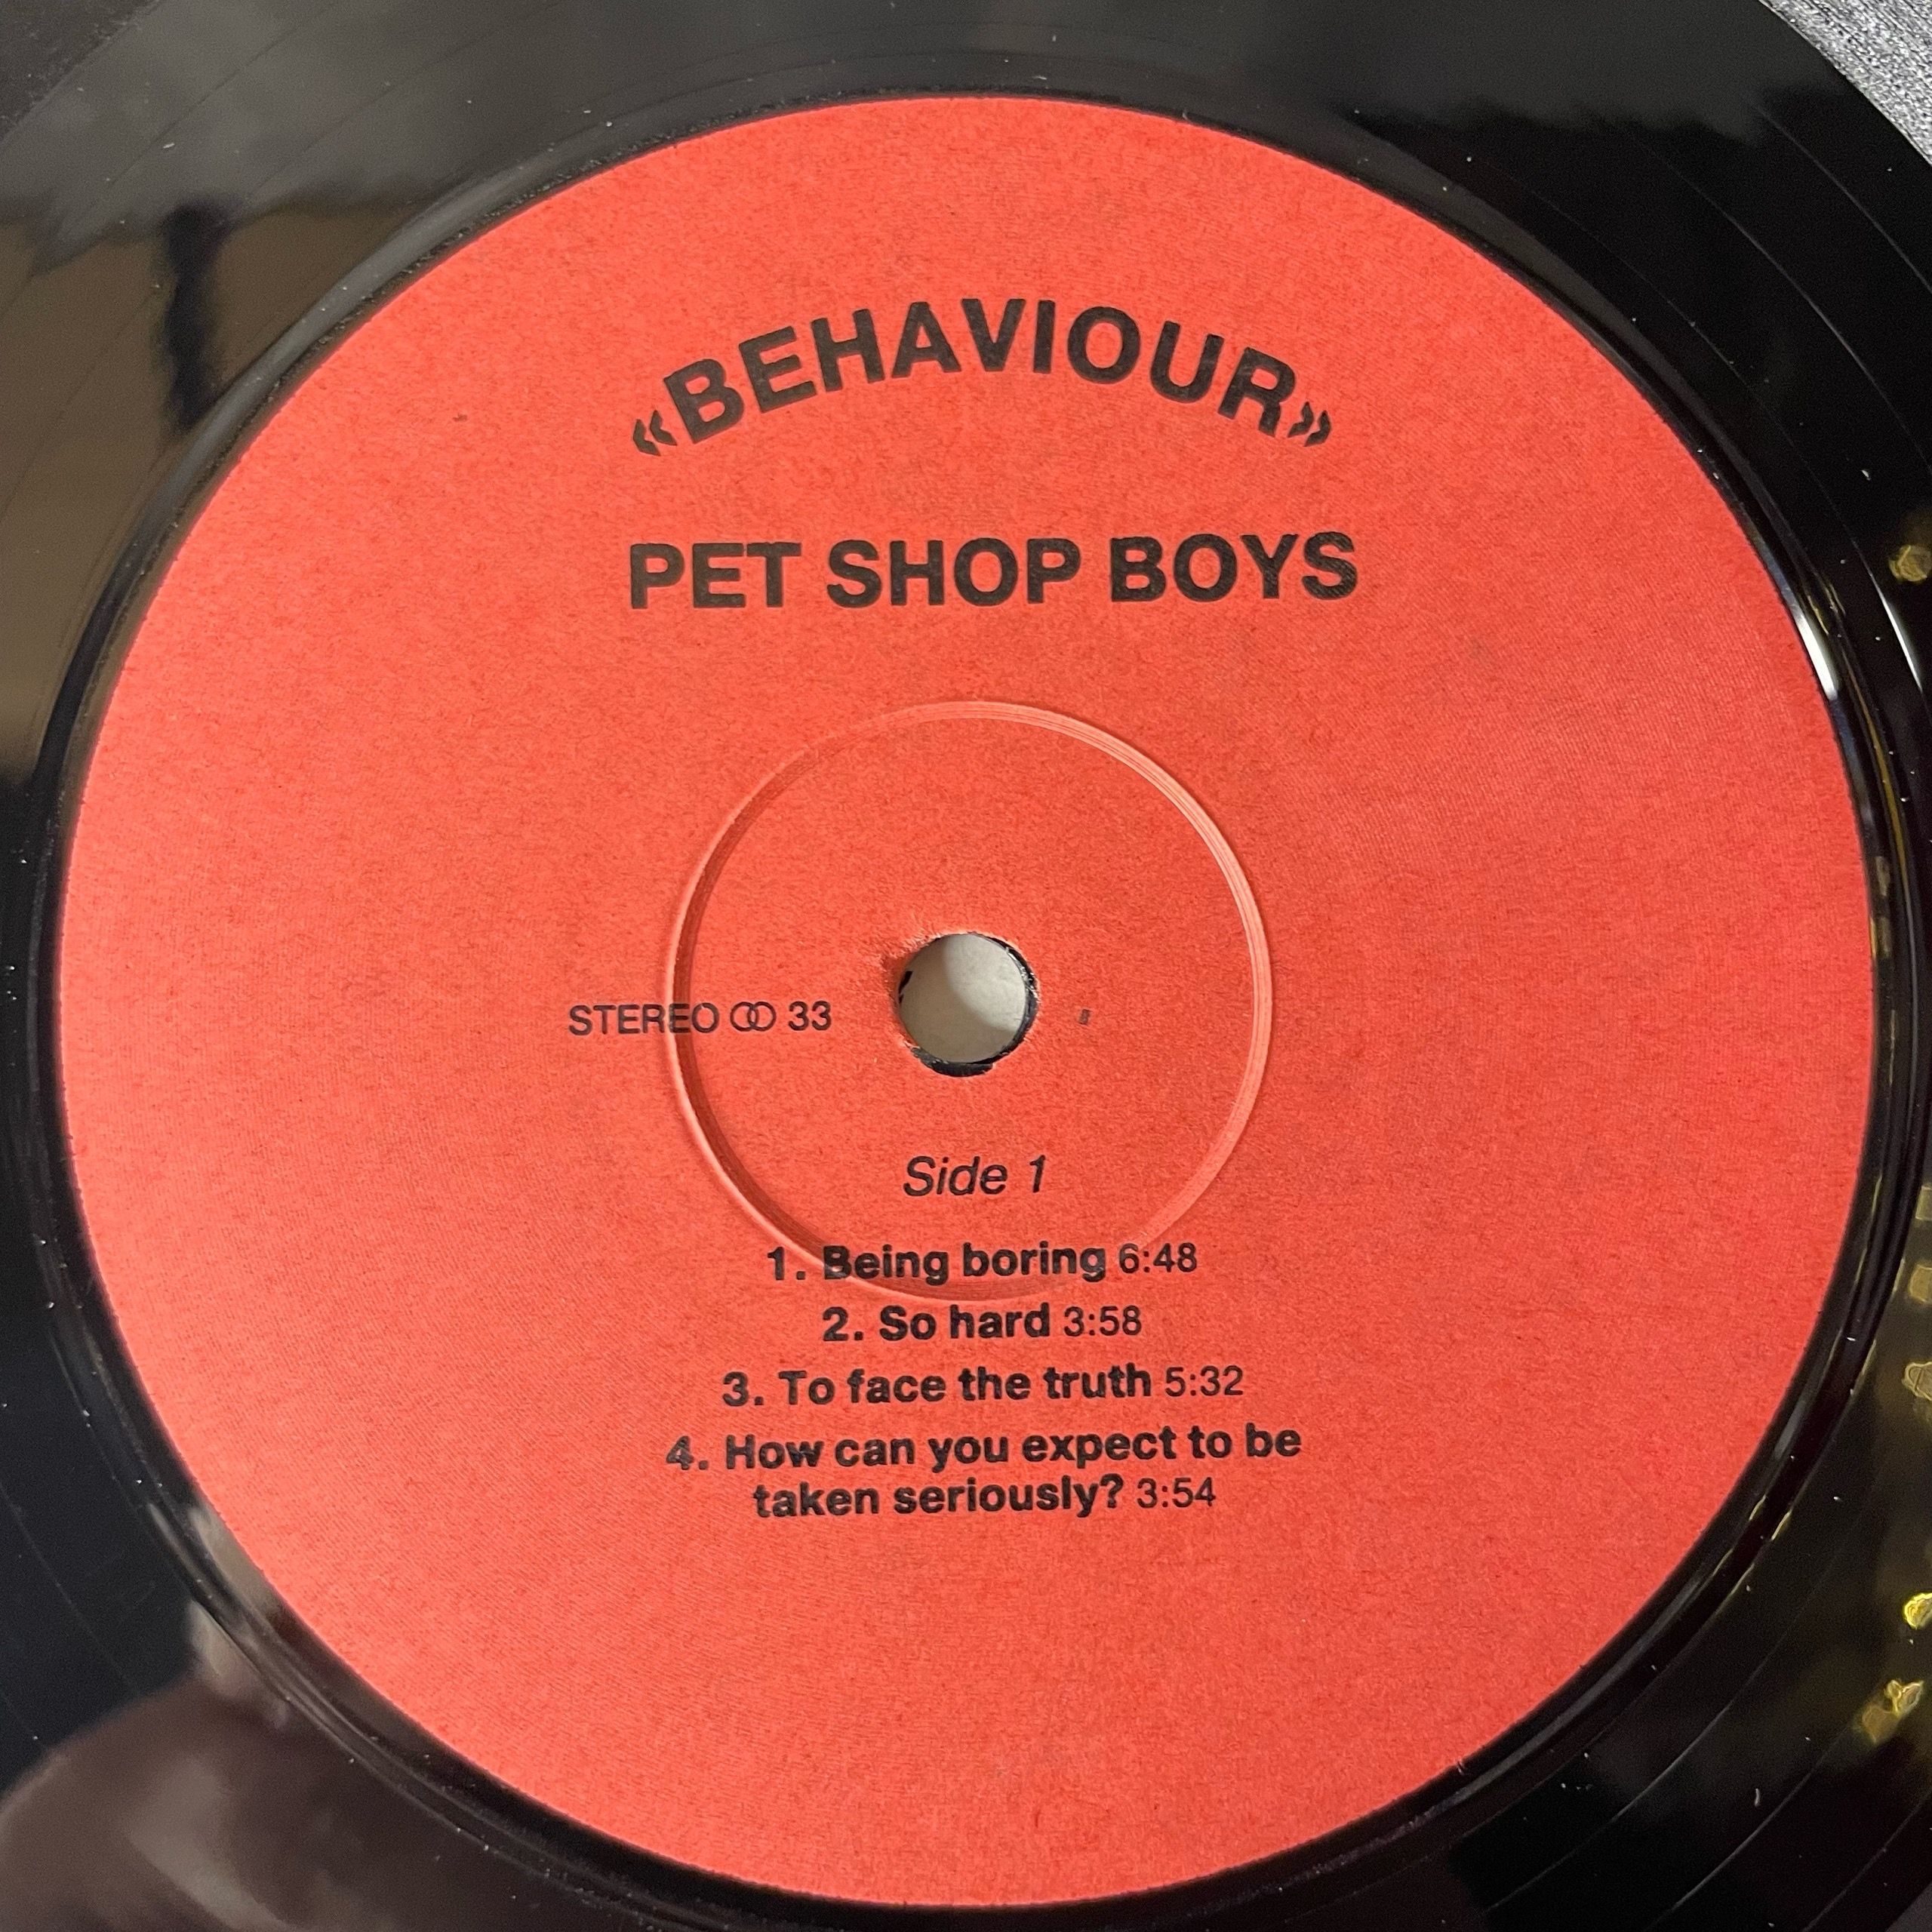 «BEHAVIOUR»
PET SHOP BOYS
STEREO ꝏ 33
Side 1
1. Being boring 6:48
2. So hard 3:58
3. To face the truth 5:32
4. How can you expect to be
taken seriously? 3:54